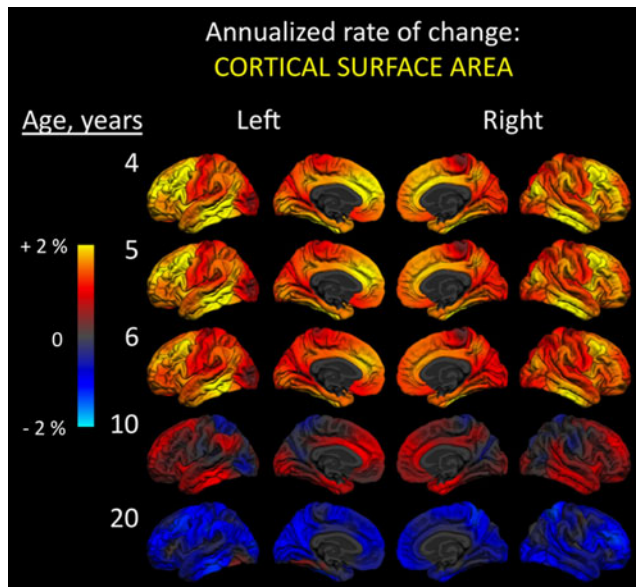 Annualized rate of change:
CORTICAL SURFACE AREA
Age, years
Left
Right
4
+ 2 %
5
0
6
- 2 %
10
20